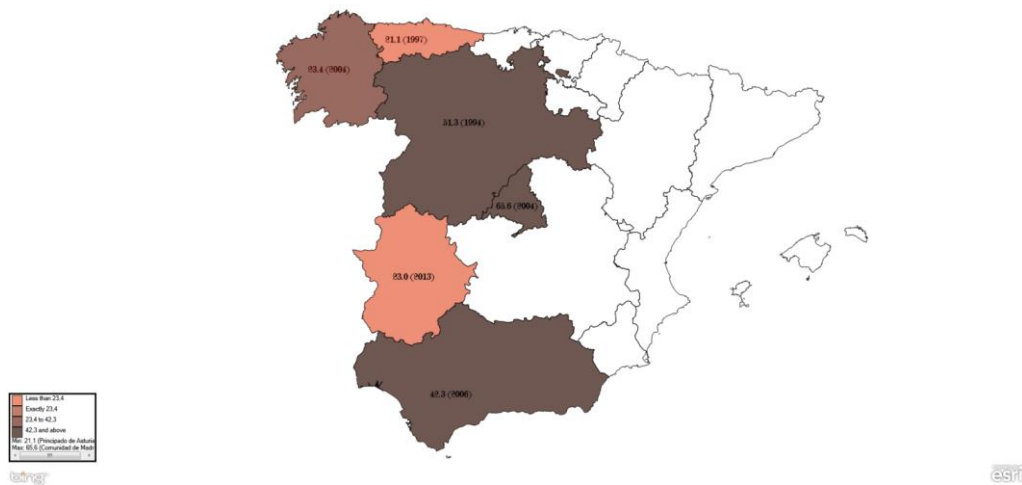 21.1 (1997)
23.4 (2004)
51.3 (1994)
65.6 (2004)
23.0 (2013)
42.3 (2006)
Less than 23,4
Exactly 23,4
23,4 to 42,3
42,3 and above
Min: 21,1 (Principado de Asturia
Max: 65,6 (Comunidad de Madri
bing
esri